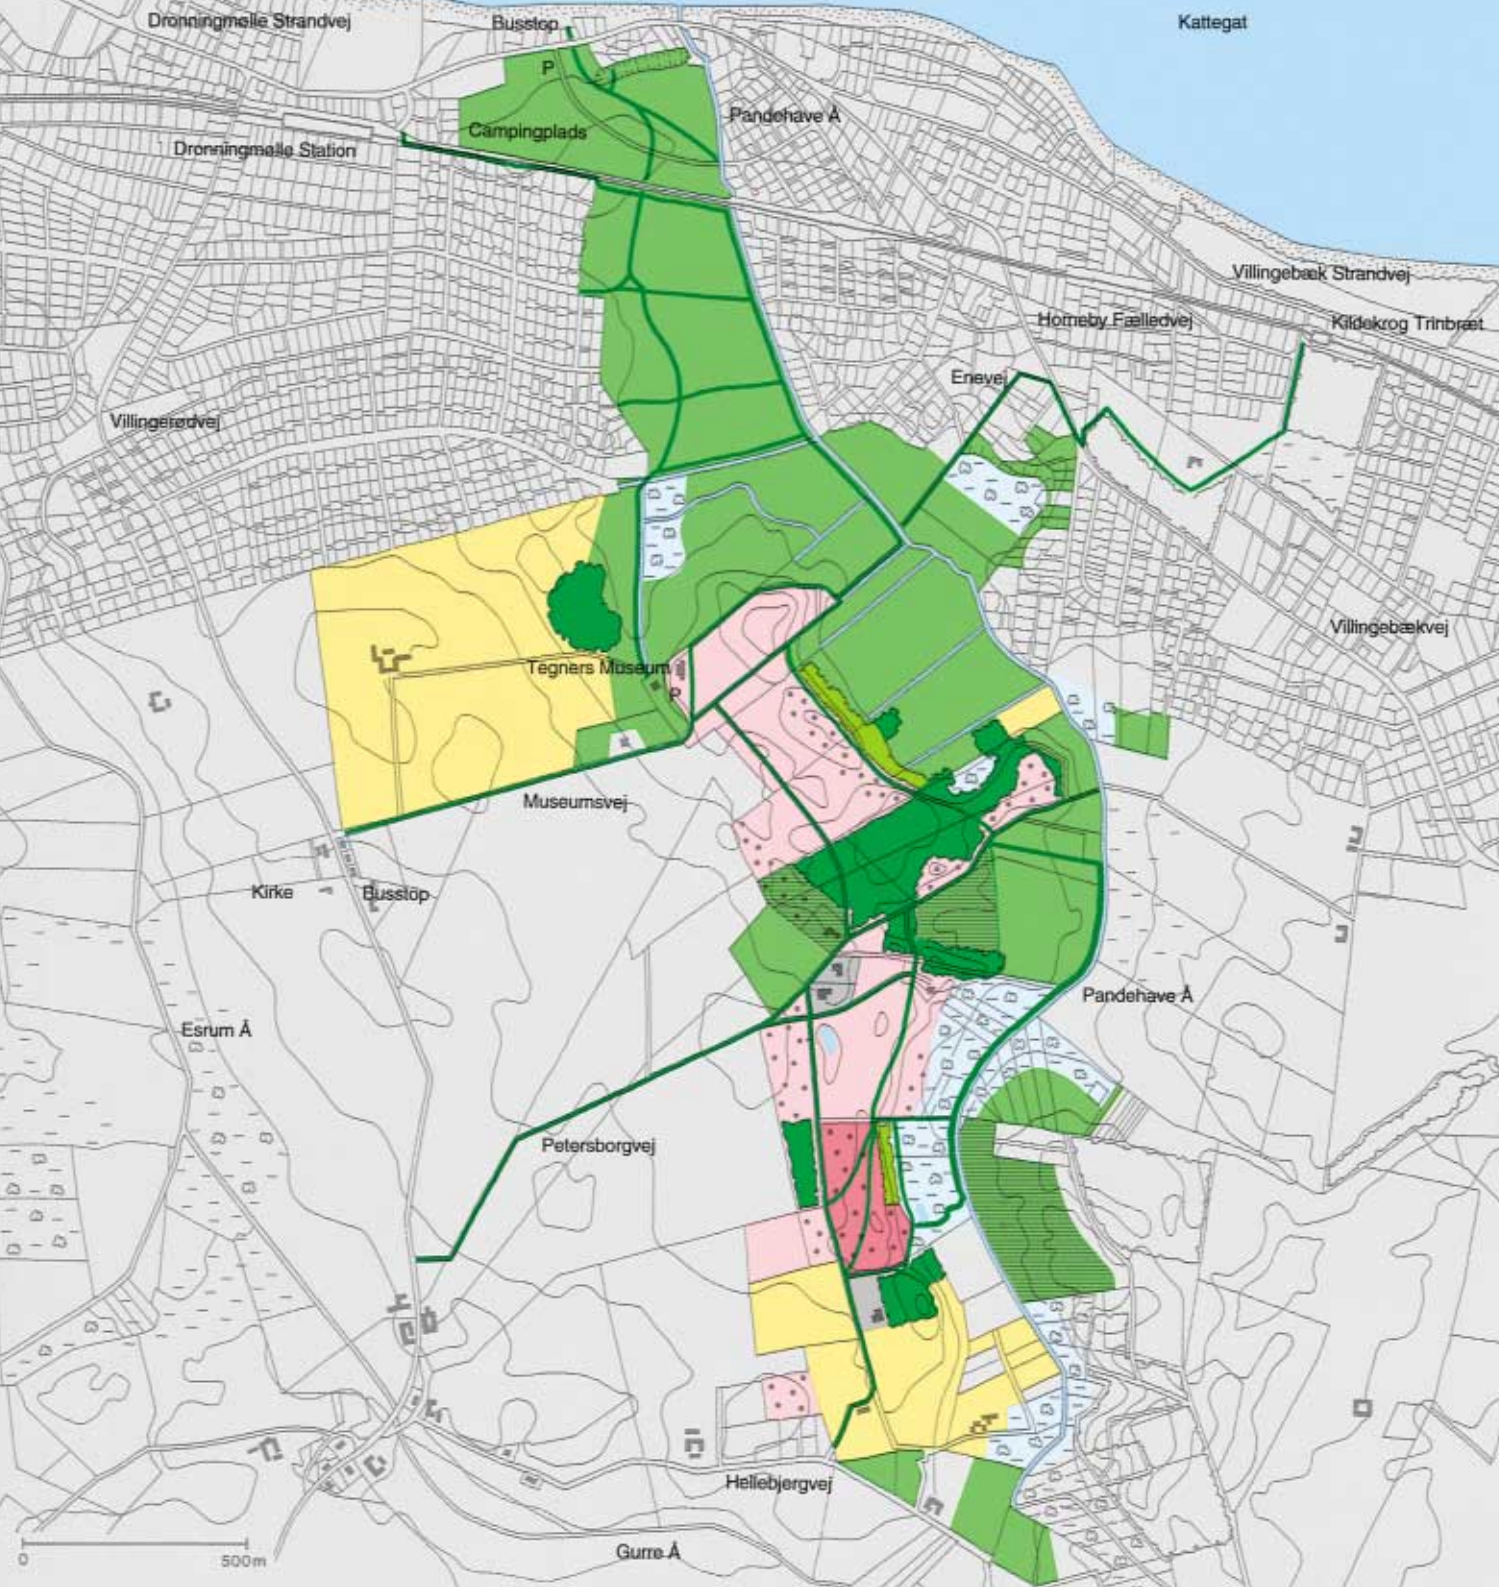 Dronningmølle Strandvej
Busstop
Kattegat
P
Pandehave Å
Campingplads
Dronningmølle Station
Villingebæk Strandvej
Horneby Fælledvej
Kildekrog Trinbræt
Enevej
Villingerødvej
Villingebækvej
Tegners Museum
P
Museumsvej
Kirke
Busstop
Pandehave Å
Esrum Å
Petersborgvej
Hellebjergvej
Gurre Å
0
500m